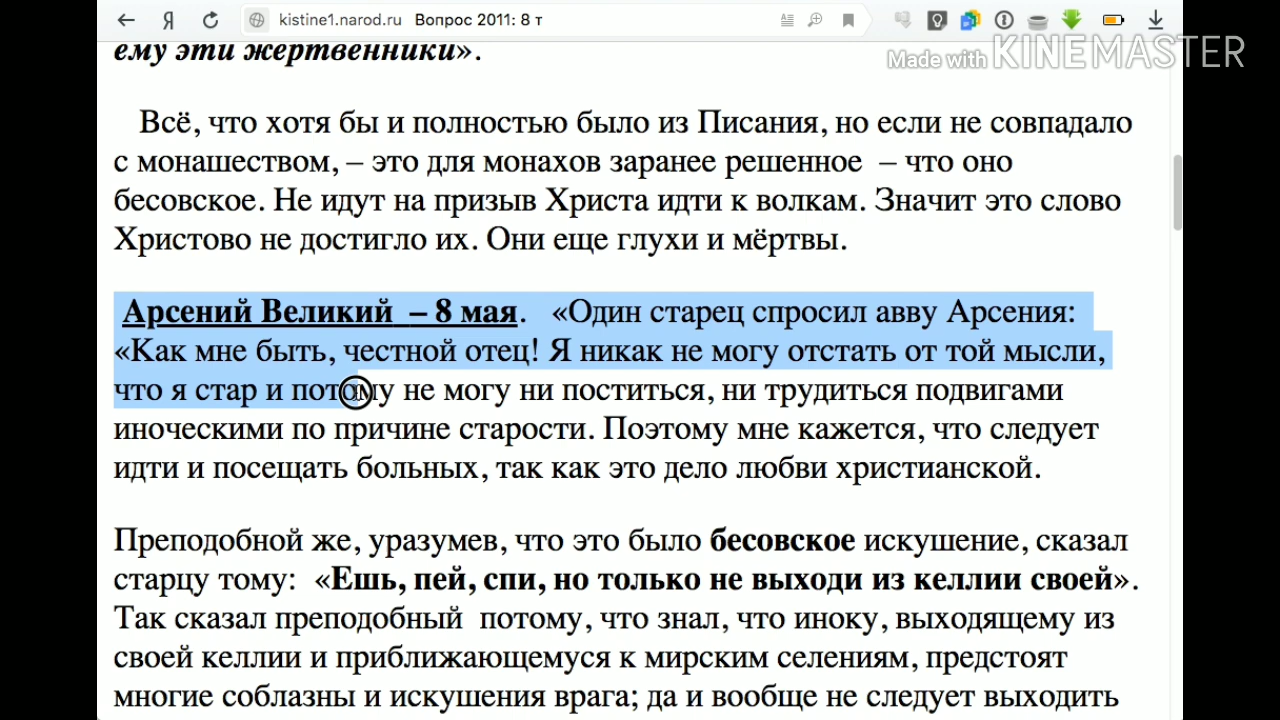 kistine1.narod.ru Вопрос 2011: 8 т
ему эти жертвенники».
Made with KINEMASTER
Всё, что хотя бы и полностью было из Писания, но если не совпадало
с монашеством, – это для монахов заранее решенное – что оно
бесовское. Не идут на призыв Христа идти к волкам. Значит это слово
Христово не достигло их. Они еще глухи и мёртвы.
Арсений Великий – 8 мая. «Один старец спросил авву Арсения:
«Как мне быть, честной отец! Я никак не могу отстать от той мысли,
что я стар и потому не могу ни поститься, ни трудиться подвигами
иноческими по причине старости. Поэтому мне кажется, что следует
идти и посещать больных, так как это дело любви христианской.
Преподобной же, уразумев, что это было бесовское искушение, сказал
старцу тому: «Ешь, пей, спи, но только не выходи из келлии своей».
Так сказал преподобный потому, что знал, что иноку, выходящему из
своей келлии и приближающемуся к мирским селениям, предстоят
многие соблазны и искушения врага; да и вообще не следует выходить